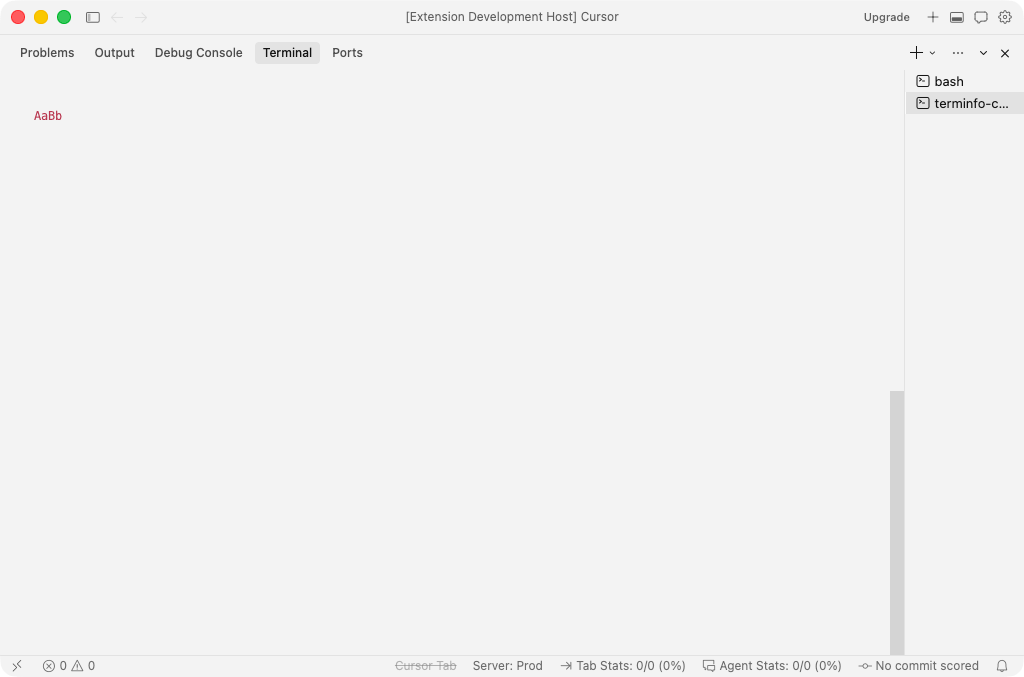 [Extension Development Host] Cursor
Upgrade
Problems Output Debug Console Terminal Ports
bash
terminfo-c...
AaBb
0 0 Cursor Tab Server: Prod Tab Stats: 0/0 (0%) Agent Stats: 0/0 (0%) No commit scored